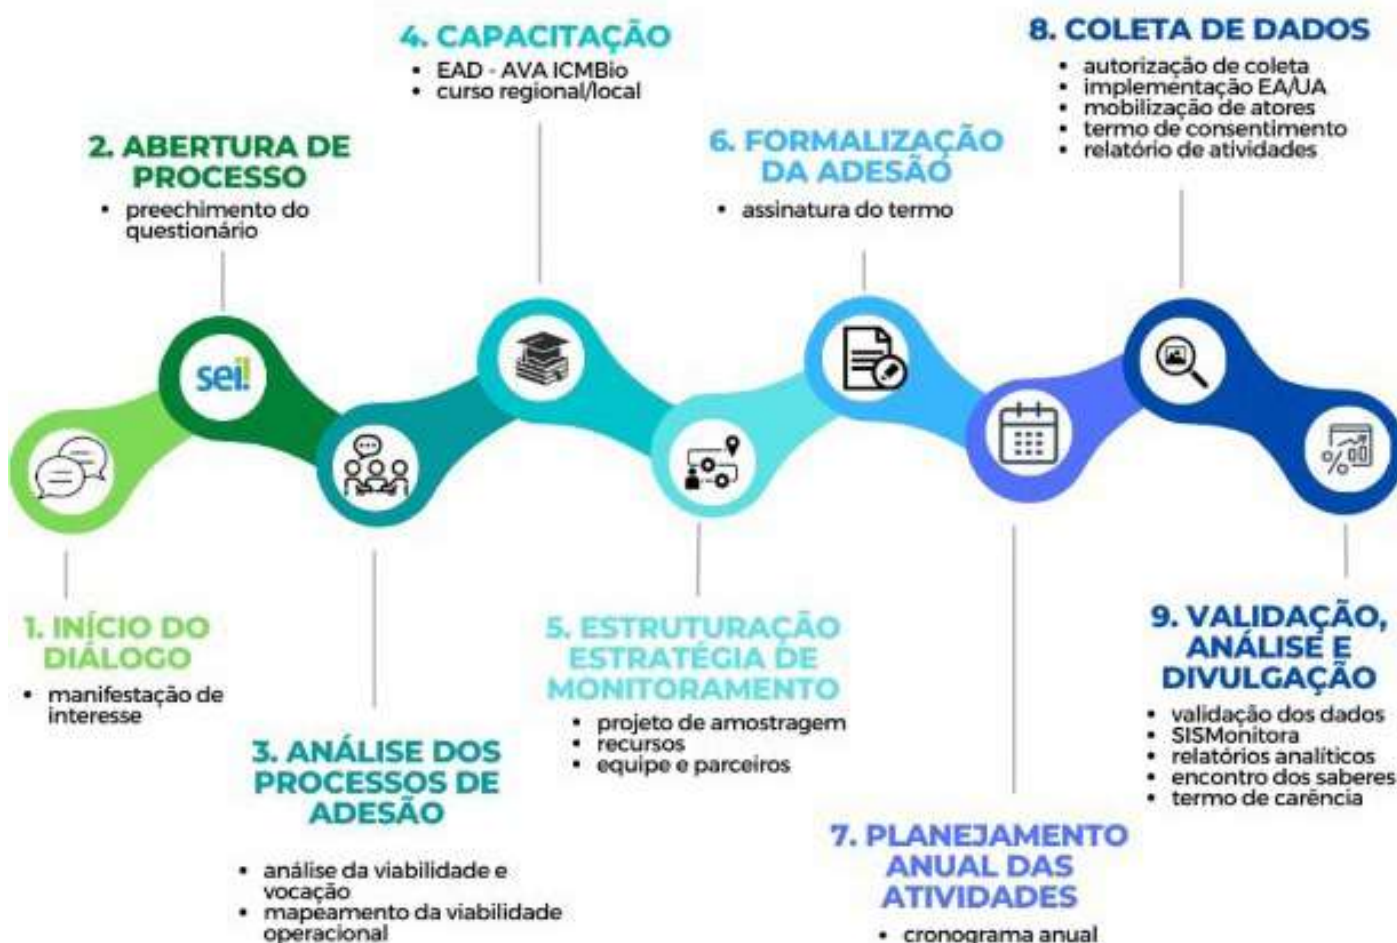 1. INÍCIO DO
DIÁLOGO
• manifestação de
interesse
2. ABERTURA DE
PROCESSO
• preechimento do
questionário
sei!
3. ANÁLISE DOS
PROCESSOS DE
ADESÃO
• análise da viabilidade e
vocação
• mapeamento da viabilidade
operacional
4. CAPACITAÇÃO
• EAD - AVA ICMBio
• curso regional/local
5. ESTRUTURAÇÃO
ESTRATÉGIA DE
MONITORAMENTO
• projeto de amostragem
• recursos
• equipe e parceiros
6. FORMALIZAÇÃO
DA ADESÃO
• assinatura do termo
7. PLANEJAMENTO
ANUAL DAS
ATIVIDADES
• cronograma anual
8. COLETA DE DADOS
• autorização de coleta
• implementação EA/UA
• mobilização de atores
• termo de consentimento
• relatório de atividades
9. VALIDAÇÃO,
ANÁLISE E
DIVULGAÇÃO
• validação dos dados
• SISMonitora
• relatórios analíticos
• encontro dos saberes
• termo de carência